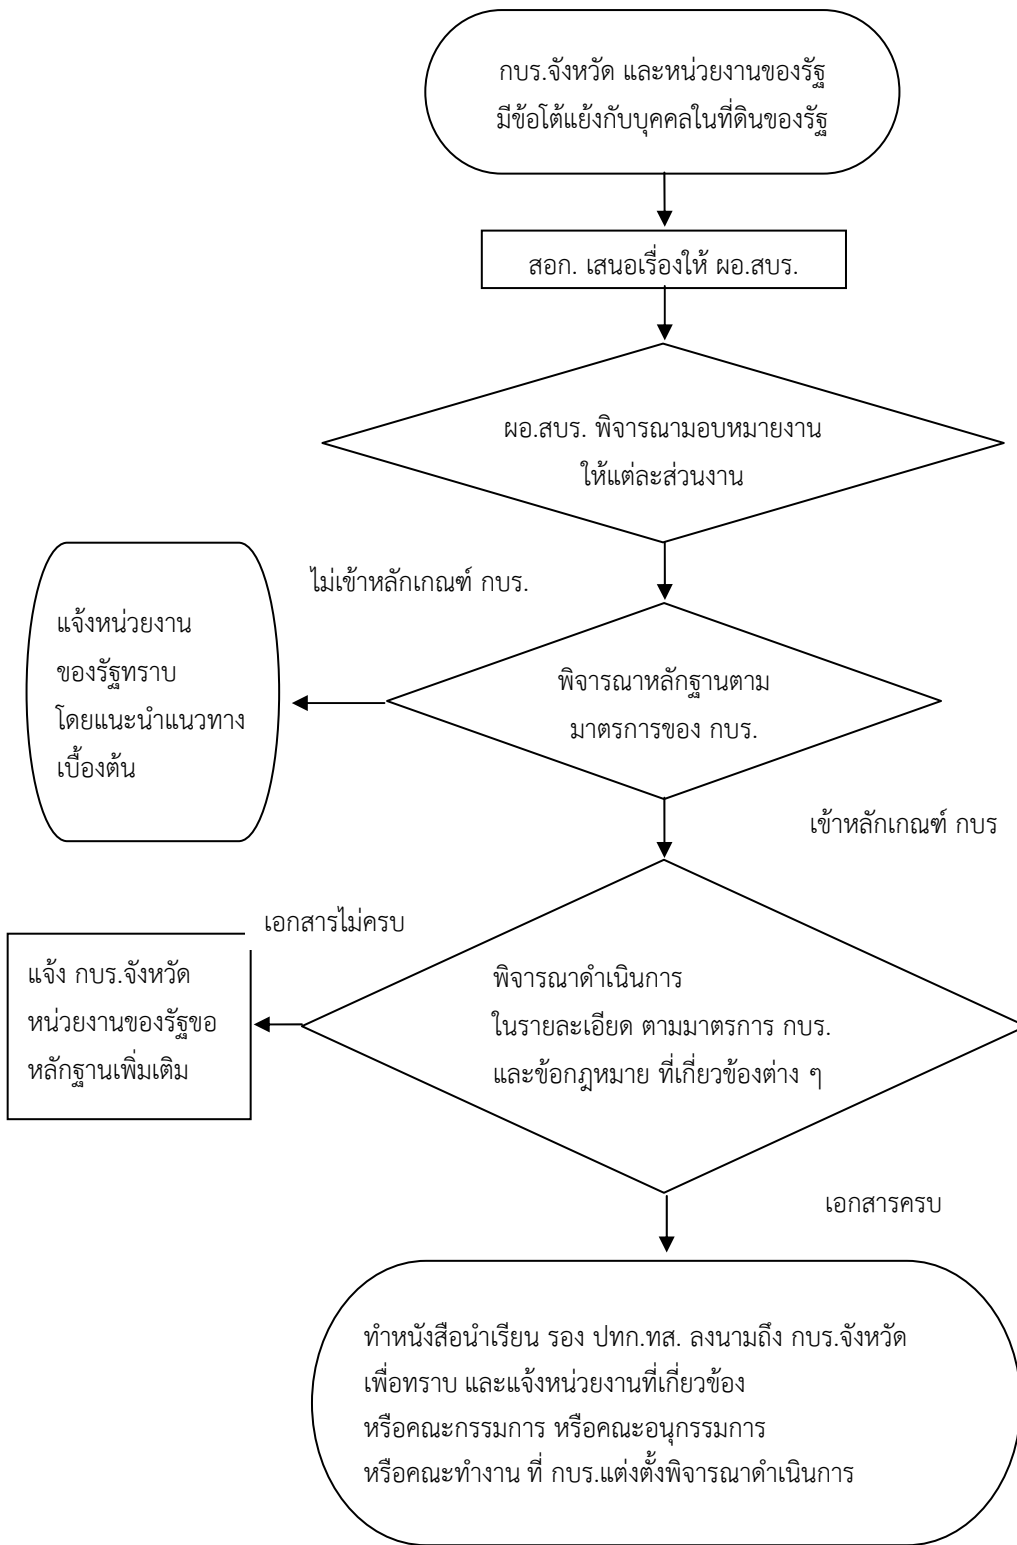 กบร.จังหวัด และหน่วยงานของรัฐ
มีข้อโต้แย้งกับบุคคลในที่ดินของรัฐ
สอก. เสนอเรื่องให้ ผอ.สบร.
ผอ.สบร. พิจารณามอบหมายงาน
ให้แต่ละส่วนงาน
ไม่เข้าหลักเกณฑ์ กบร.
แจ้งหน่วยงาน
ของรัฐทราบ
โดยแนะนำแนวทาง
เบื้องต้น
พิจารณาหลักฐานตาม
มาตรการของ กบร.
เข้าหลักเกณฑ์ กบร
เอกสารไม่ครบ
แจ้ง กบร.จังหวัด
หน่วยงานของรัฐขอ
หลักฐานเพิ่มเติม
พิจารณาดำเนินการ
ในรายละเอียด ตามมาตรการ กบร.
และข้อกฎหมาย ที่เกี่ยวข้องต่าง ๆ
เอกสารครบ
ทำหนังสือนำเรียน รอง ปทก.ทส. ลงนามถึง กบร.จังหวัด
เพื่อทราบ และแจ้งหน่วยงานที่เกี่ยวข้อง
หรือคณะกรรมการ หรือคณะอนุกรรมการ
หรือคณะทำงาน ที่ กบร.แต่งตั้งพิจารณาดำเนินการ